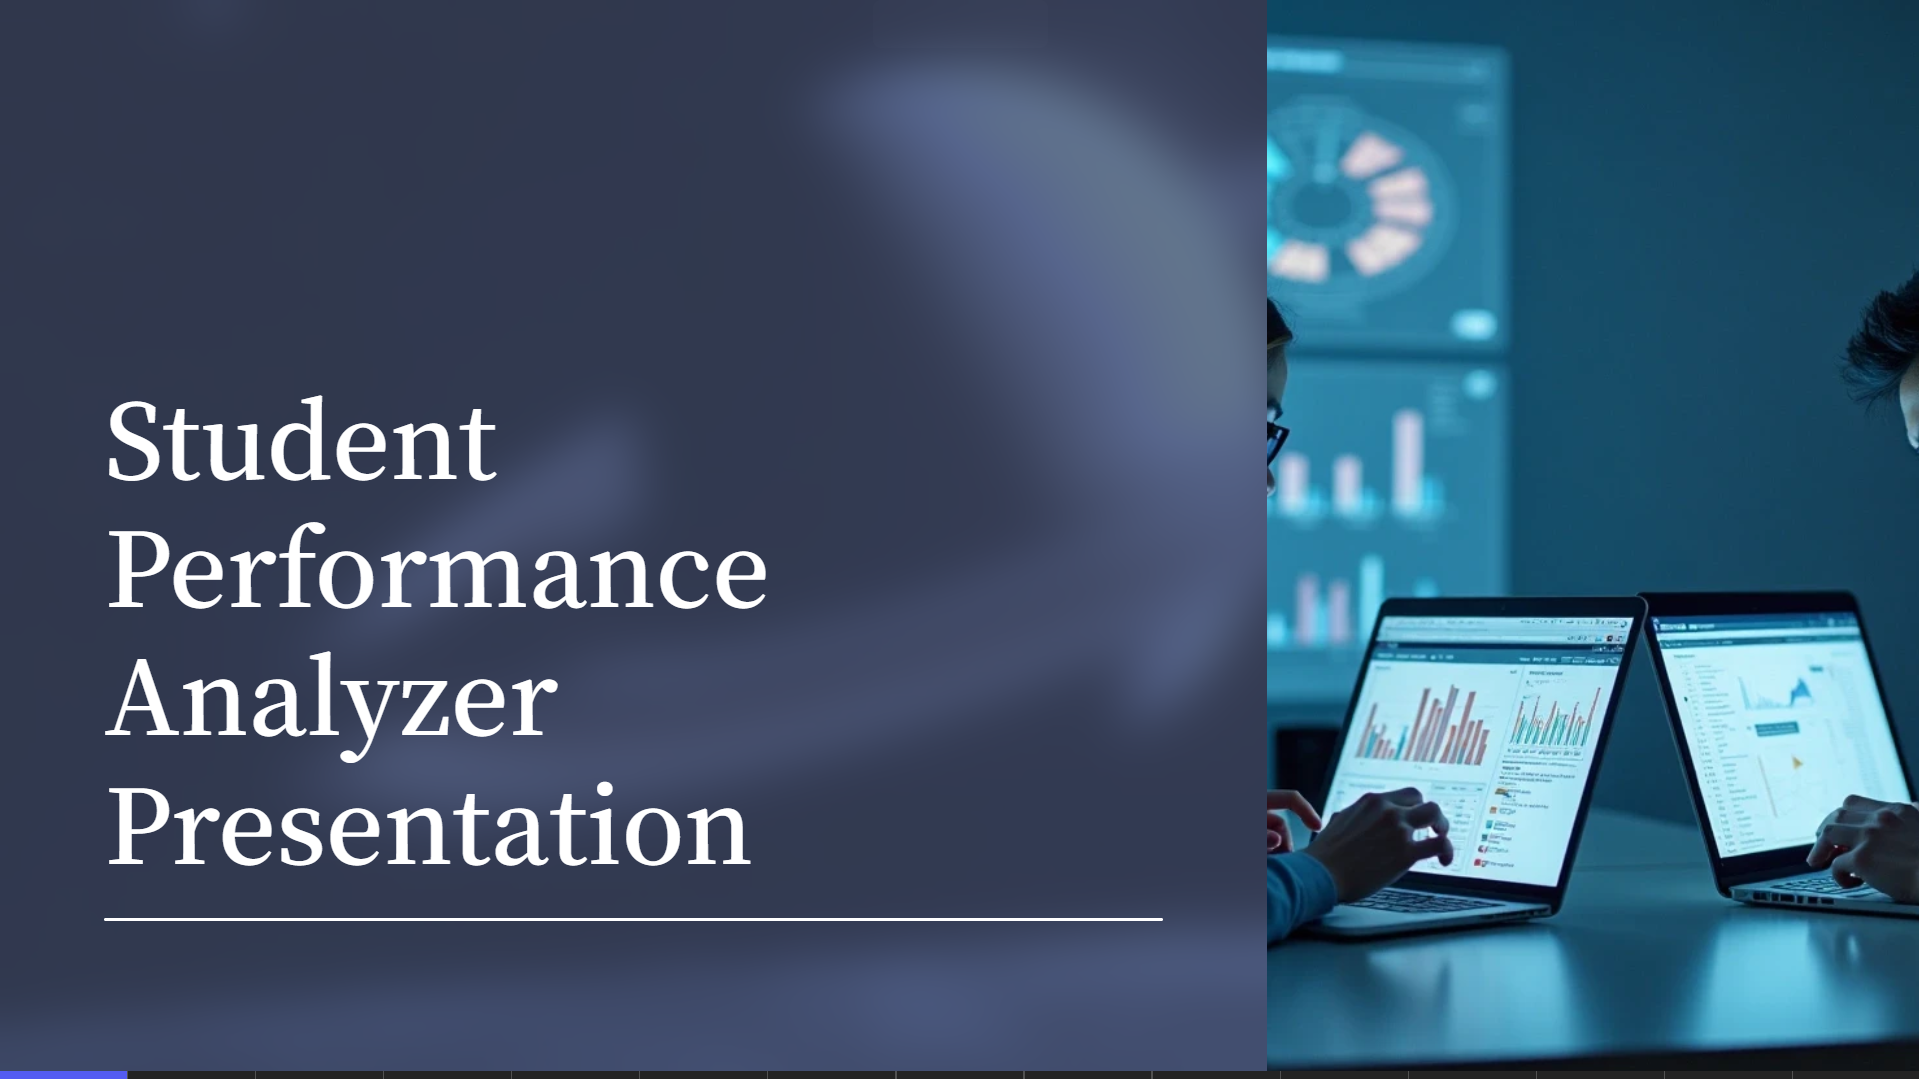 Student
Performance
Analyzer
Presentation